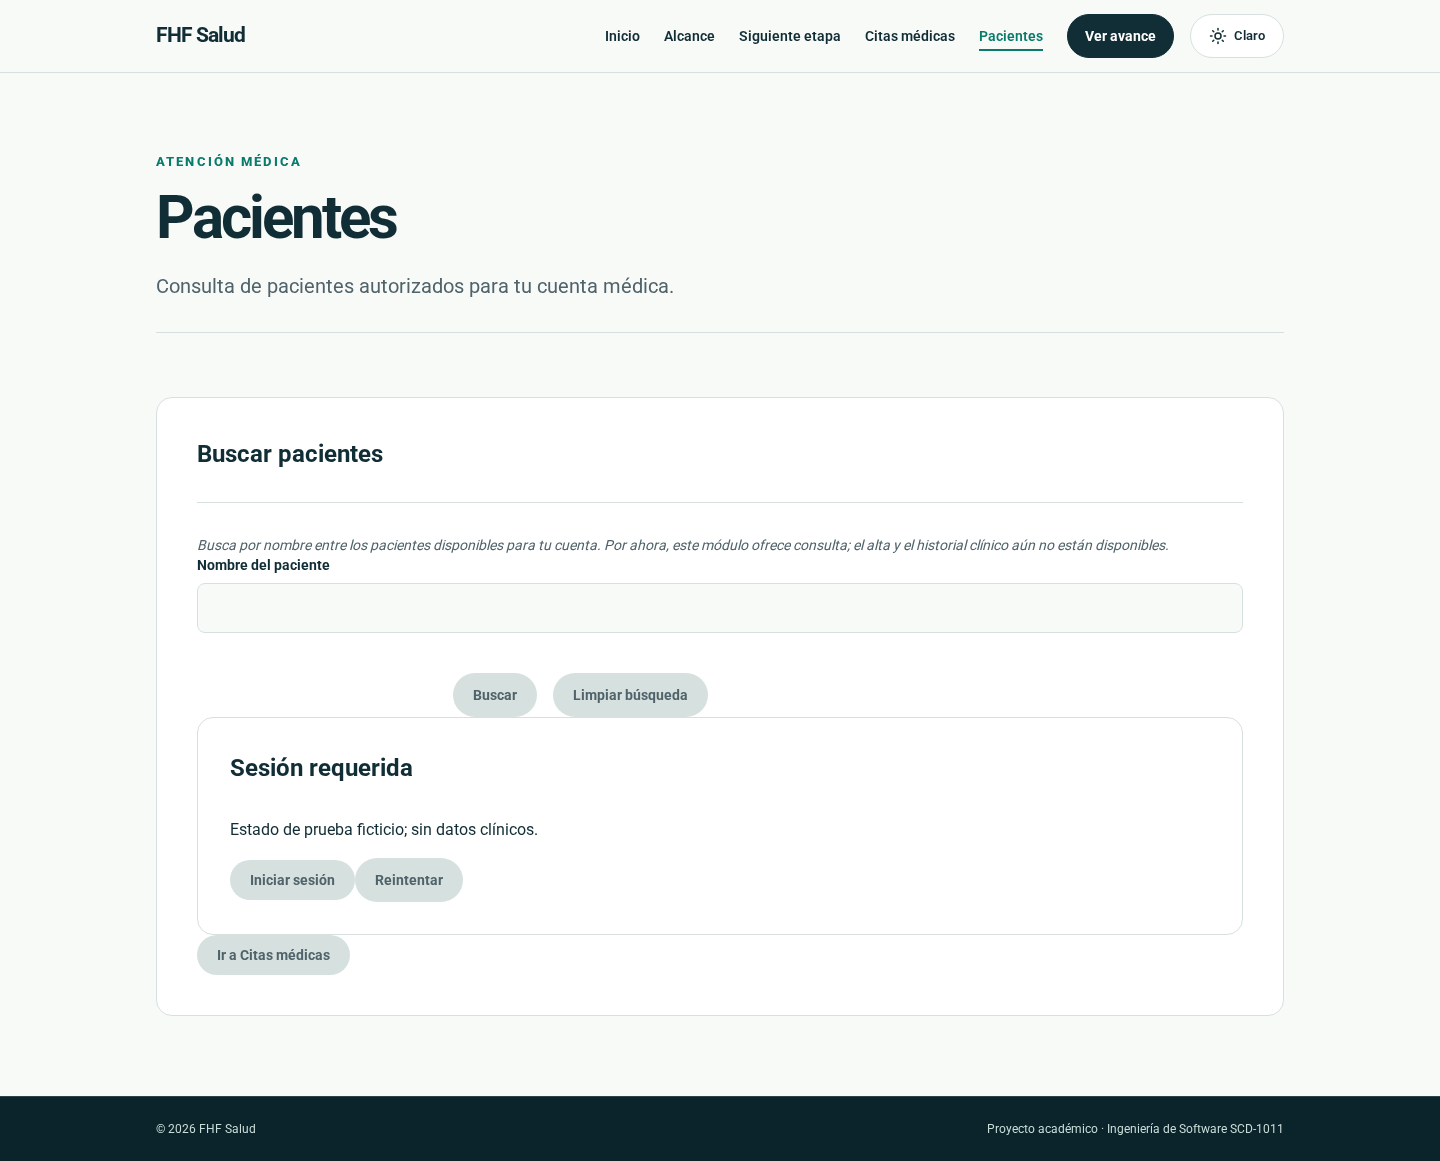 FHF Salud
Inicio Alcance Siguiente etapa Citas médicas Pacientes Ver avance Claro
ATENCIÓN MÉDICA
Pacientes
Consulta de pacientes autorizados para tu cuenta médica.
Buscar pacientes
Busca por nombre entre los pacientes disponibles para tu cuenta. Por ahora, este módulo ofrece consulta; el alta y el historial clínico aún no están disponibles.
Nombre del paciente
Buscar Limpiar búsqueda
Sesión requerida
Estado de prueba ficticio; sin datos clínicos.
Iniciar sesión Reintentar
Ir a Citas médicas
© 2026 FHF Salud
Proyecto académico · Ingeniería de Software SCD-1011